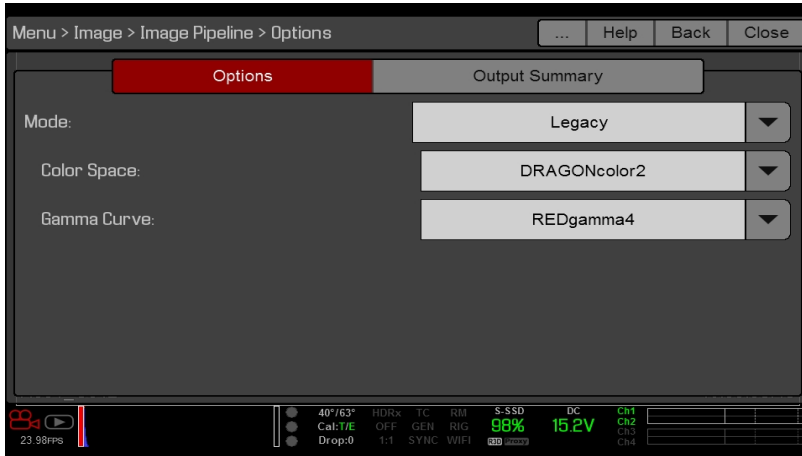 Menu > Image > Image Pipeline > Options ... Help Back Close
Options Output Summary
Mode: Legacy
Color Space: DRAGONcolor2
Gamma Curve: REDgamma4
40°/63° HDRx TC RM S-SSD DC Ch1
Cal:T/E OFF GEN RIG 98% 15.2V Ch2
23.98FPS Drop:0 1:1 SYNC WIFI R3D Proxy Ch3
Ch4